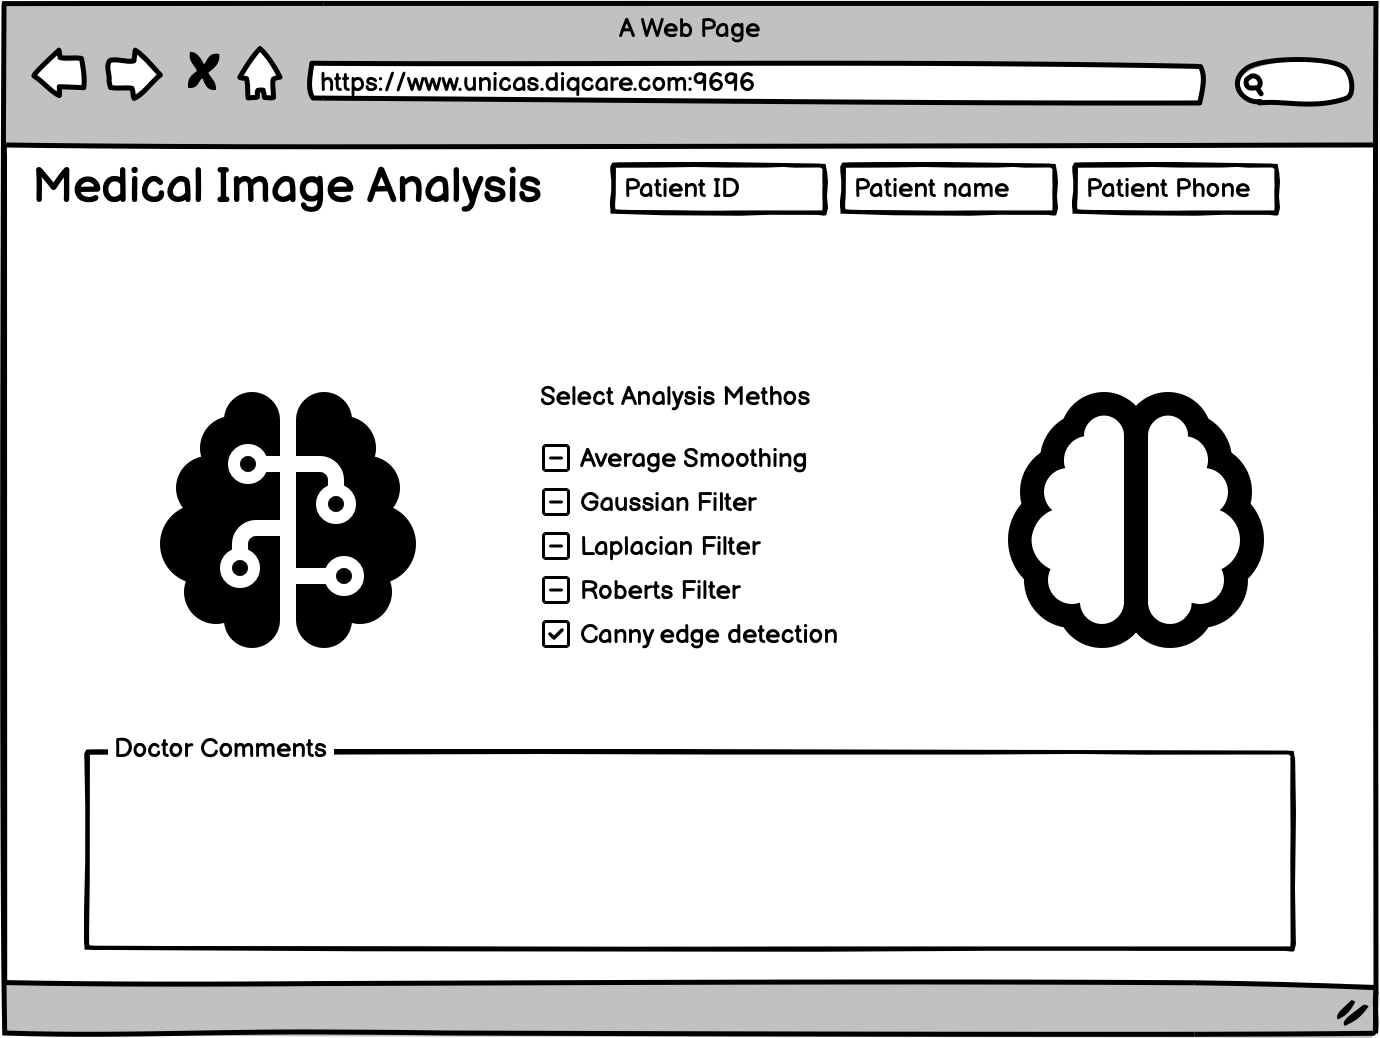 A Web Page
https://www.unicas.diqcare.com:9696
Medical Image Analysis
Patient ID
Patient name
Patient Phone
Select Analysis Methos
Average Smoothing
Gaussian Filter
Laplacian Filter
Roberts Filter
Canny edge detection
Doctor Comments